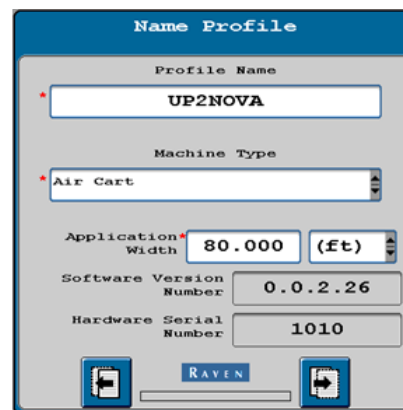 Name Profile
Profile Name
*
UP2NOVA
Machine Type
* Air Cart
Application*
Width
80.000 (ft)
Software Version
Number
0.0.2.26
Hardware Serial
Number
1010
RAVEN